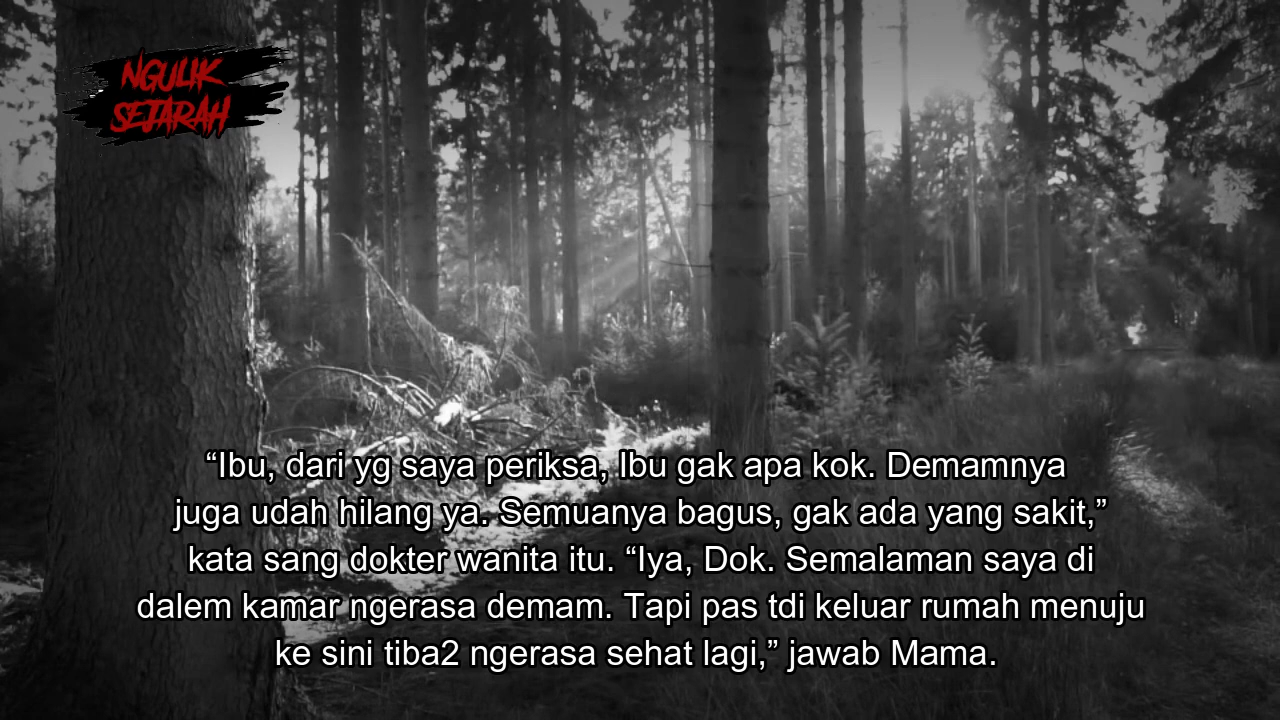 NGULIK
SEJARAH
“Ibu, dari yg saya periksa, Ibu gak apa kok. Demamnya
juga udah hilang ya. Semuanya bagus, gak ada yang sakit,”
kata sang dokter wanita itu. “Iya, Dok. Semalaman saya di
dalem kamar ngerasa demam. Tapi pas tdi keluar rumah menuju
ke sini tiba2 ngerasa sehat lagi,” jawab Mama.